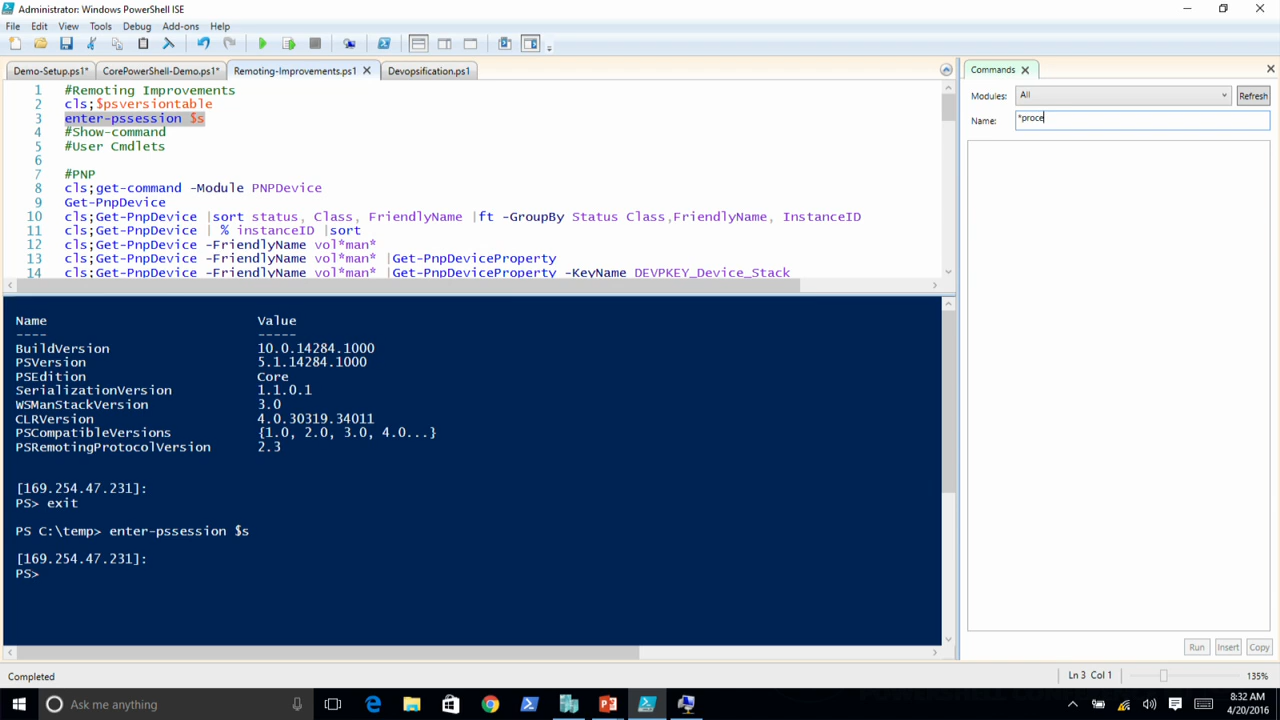 Administrator: Windows PowerShell ISE
File Edit View Tools Debug Add-ons Help
Demo-Setup.ps1* CorePowerShell-Demo.ps1* Remoting-Improvements.ps1 Devopsification.ps1
1 #Remoting Improvements
2 cls;$psversiontable
3 enter-pssession $s
4 #Show-command
5 #User Cmdlets
6
7 #PNP
8 cls;get-command -Module PNPDevice
9 Get-PnpDevice
10 cls;Get-PnpDevice |sort status, Class, FriendlyName |ft -GroupBy Status Class,FriendlyName, InstanceID
11 cls;Get-PnpDevice | % instanceID |sort
12 cls;Get-PnpDevice -FriendlyName vol*man*
13 cls;Get-PnpDevice -FriendlyName vol*man* |Get-PnpDeviceProperty
14 cls;Get-PnpDevice -FriendlyName vol*man* |Get-PnpDeviceProperty -KeyName DEVPKEY_Device_Stack
Name Value
---- -----
BuildVersion 10.0.14284.1000
PSVersion 5.1.14284.1000
PSEdition Core
SerializationVersion 1.1.0.1
WSManStackVersion 3.0
CLRVersion 4.0.30319.34011
PSCompatibleVersions {1.0, 2.0, 3.0, 4.0...}
PSRemotingProtocolVersion 2.3
[169.254.47.231]:
PS> exit
PS C:\temp> enter-pssession $s
[169.254.47.231]:
PS>
Commands
Modules: All Refresh
Name: *proce
Run Insert Copy
Completed Ln 3 Col 1 135%
Ask me anything
8:32 AM
4/20/2016